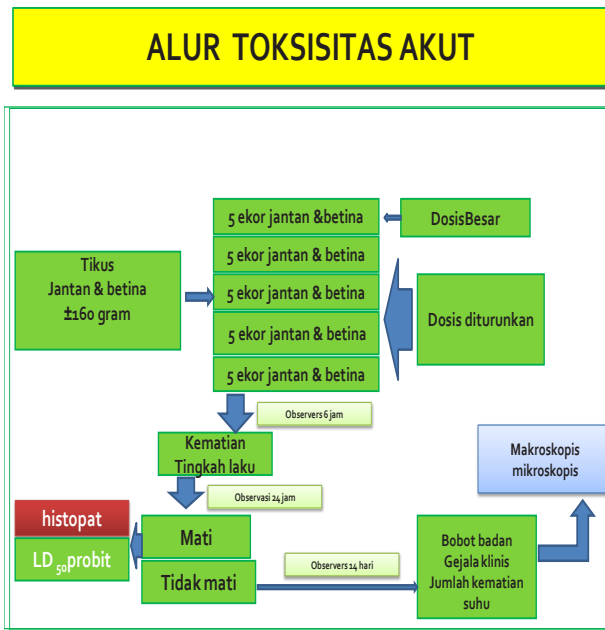 ALUR TOKSISITAS AKUT
5 ekor jantan &betina
DosisBesar
5 ekor jantan & betina
Tikus
Jantan & betina
±160 gram
5 ekor jantan & betina
5 ekor jantan & betina
Dosis diturunkan
5 ekor jantan & betina
Observers 6 jam
Kematian
Tingkah laku
Makroskopis
mikroskopis
Observasi 24 jam
histopat
LD 50probit
Mati
Tidak mati
Observers 14 hari
Bobot badan
Gejala klinis
Jumlah kematian
suhu